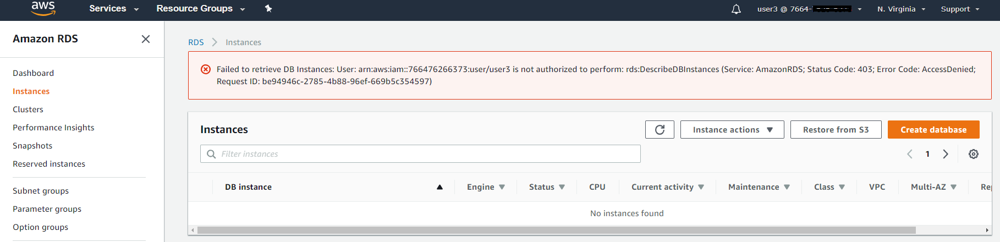 aws
Services
Resource Groups
user3 @ 7664-
N. Virginia
Support
Amazon RDS
Dashboard
Instances
Clusters
Performance Insights
Snapshots
Reserved instances
Subnet groups
Parameter groups
Option groups
RDS > Instances
Failed to retrieve DB Instances: User: arn:aws:iam::766476266373:user/user3 is not authorized to perform: rds:DescribeDBInstances (Service: AmazonRDS; Status Code: 403; Error Code: AccessDenied;
Request ID: be94946c-2785-4b88-96ef-669b5c354597)
Instances
Instance actions
Restore from S3
Create database
Filter instances
1
DB instance
Engine
Status
CPU
Current activity
Maintenance
Class
VPC
Multi-AZ
Rep
No instances found